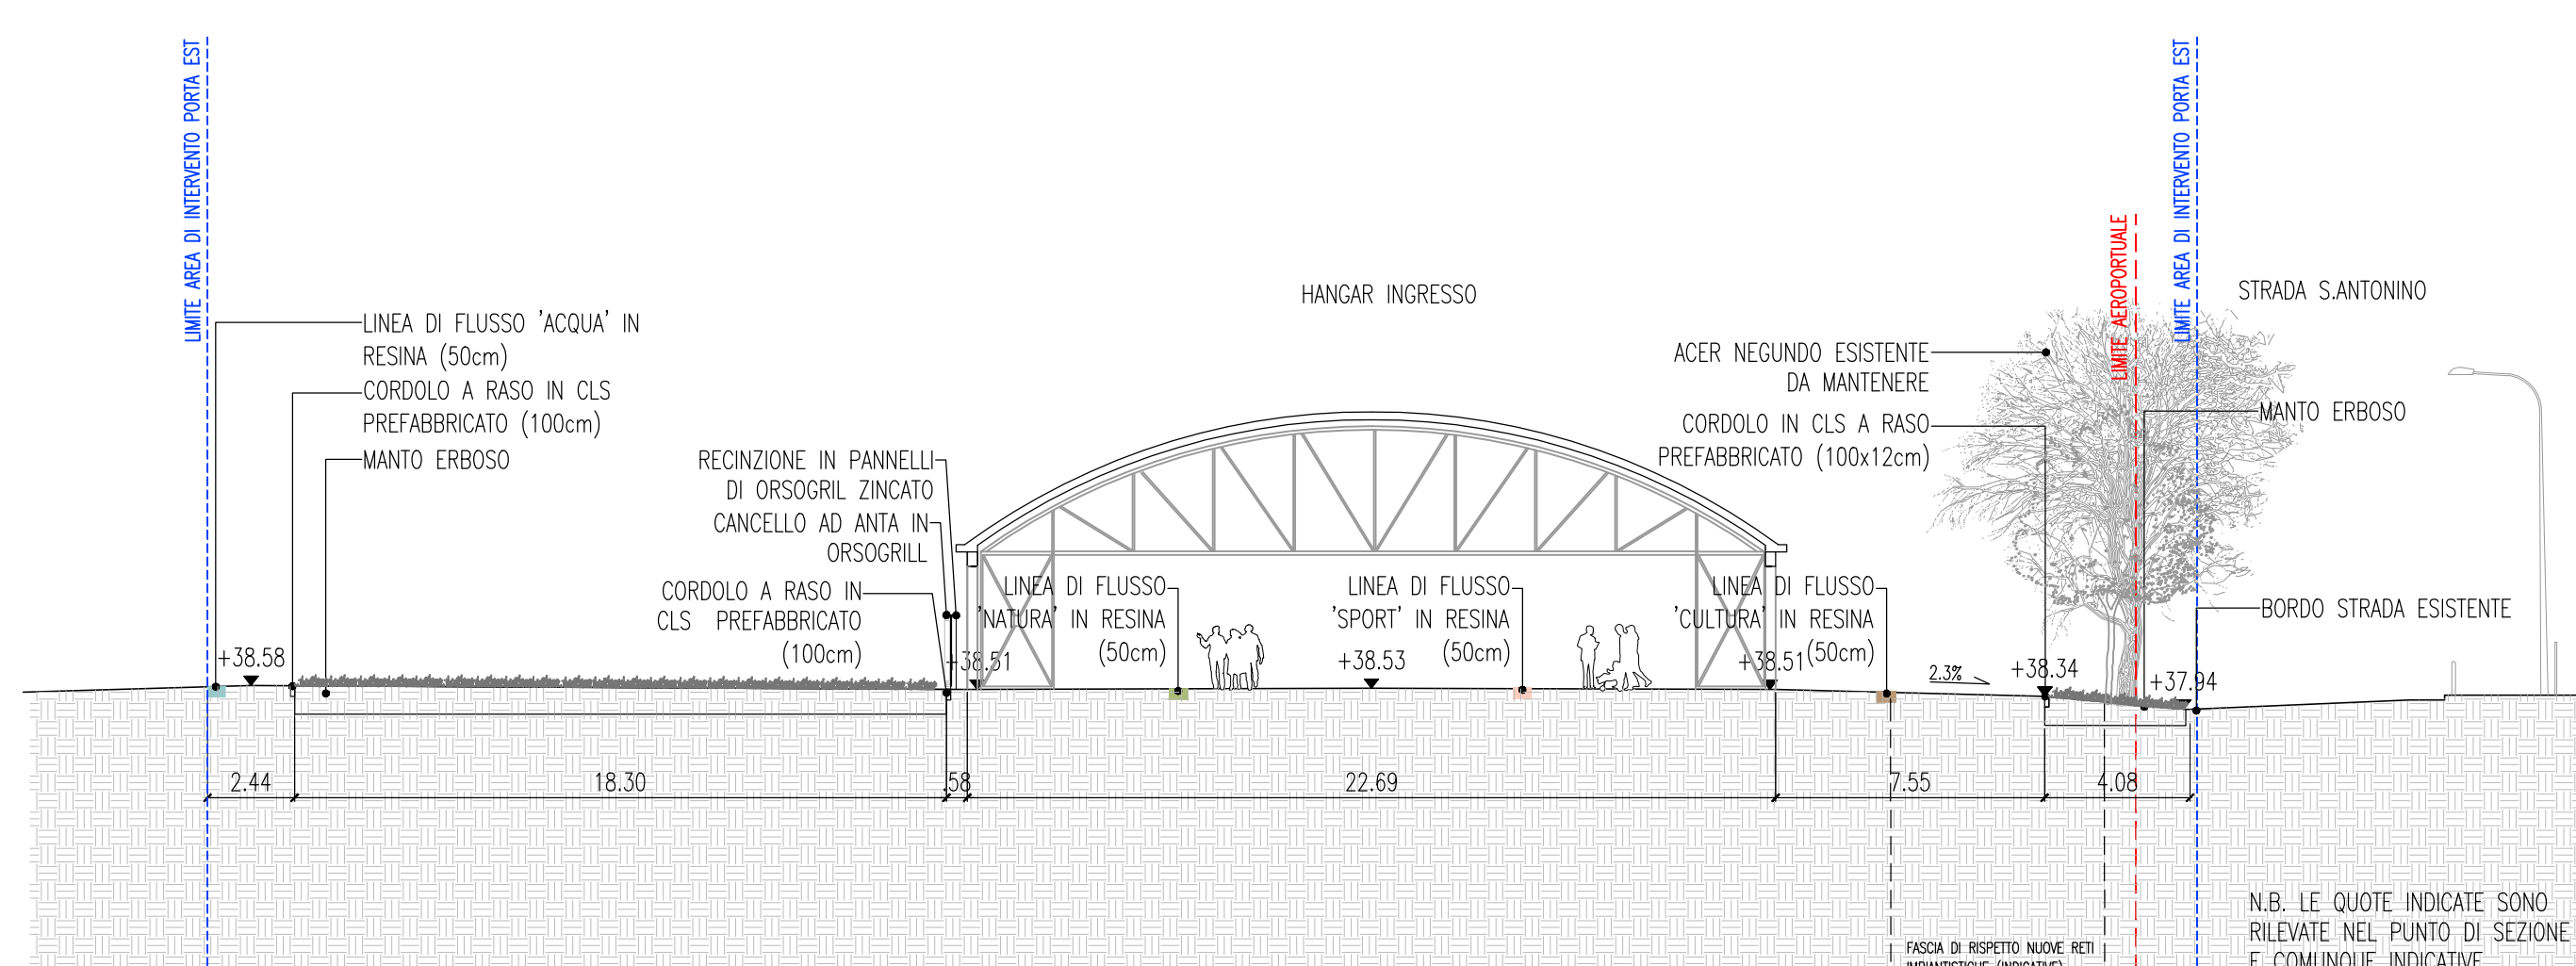 LIMITE AREA DI INTERVENTO PORTA EST
LIMITE AEROPORTUALE
LIMITE AREA DI INTERVENTO PORTA EST
HANGAR INGRESSO
STRADA S.ANTONINO
LINEA DI FLUSSO 'ACQUA' IN
RESINA (50cm)
CORDOLO A RASO IN CLS
PREFABBRICATO (100cm)
MANTO ERBOSO
RECINZIONE IN PANNELLI
DI ORSOGRIL ZINCATO
CANCELLO AD ANTA IN
ORSOGRILL
CORDOLO A RASO IN
CLS PREFABBRICATO
(100cm)
LINEA DI FLUSSO
'NATURA' IN RESINA
(50cm)
LINEA DI FLUSSO
'SPORT' IN RESINA
(50cm)
LINEA DI FLUSSO
'CULTURA' IN RESINA
(50cm)
ACER NEGUNDO ESISTENTE
DA MANTENERE
CORDOLO IN CLS A RASO
PREFABBRICATO (100x12cm)
MANTO ERBOSO
BORDO STRADA ESISTENTE
+38.58
+38.51
+38.53
+38.51
2.3%
+38.34
+37.94
2.44
18.30
.58
22.69
7.55
4.08
FASCIA DI RISPETTO NUOVE RETI
IMPIANTISTICHE (INDICATIVE)
N.B. LE QUOTE INDICATE SONO
RILEVATE NEL PUNTO DI SEZIONE
E COMUNQUE INDICATIVE